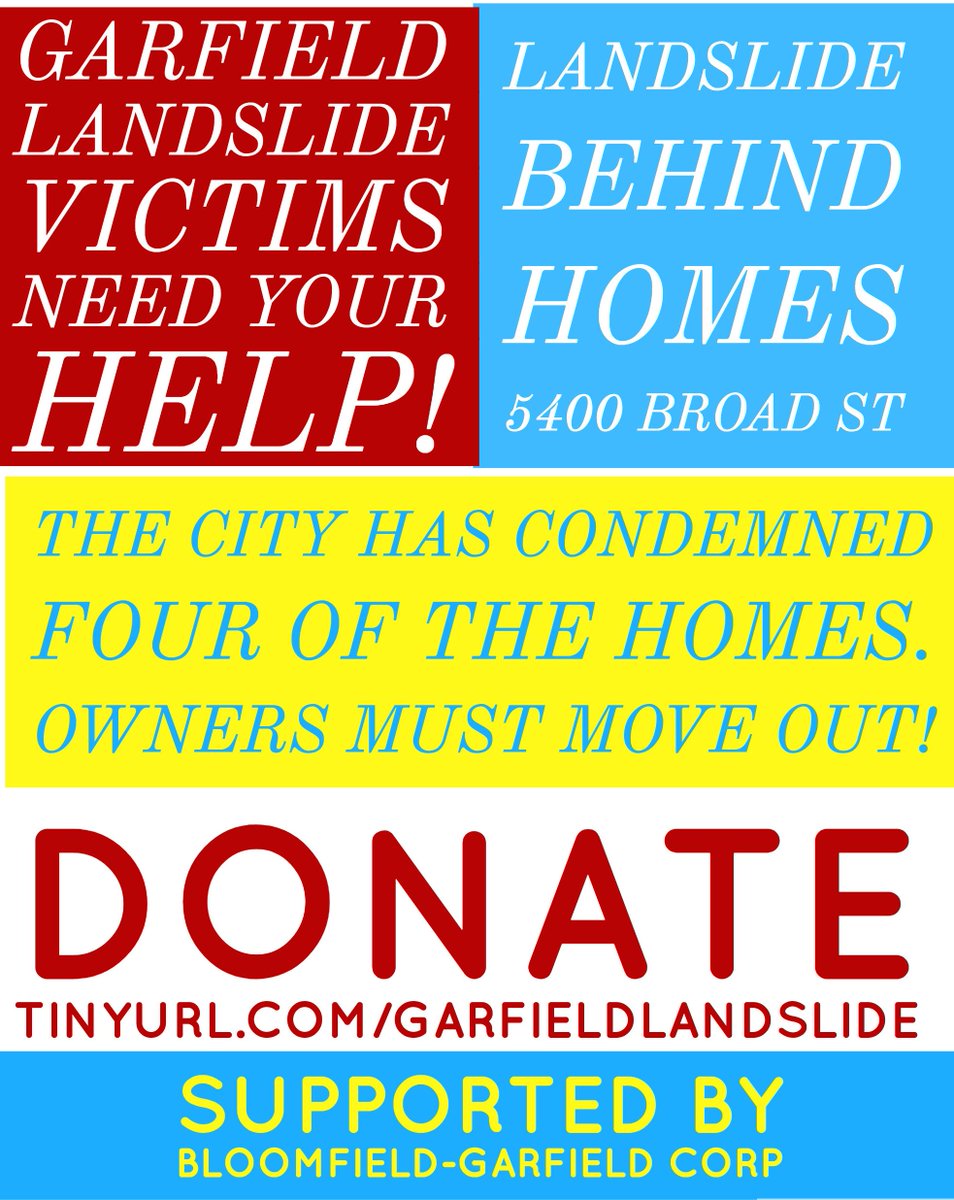 GARFIELD
LANDSLIDE
VICTIMS
NEED YOUR
HELP!
LANDSLIDE
BEHIND
HOMES
5400 BROAD ST
THE CITY HAS CONDEMNED
FOUR OF THE HOMES.
OWNERS MUST MOVE OUT!
DONATE
TINYURL.COM/GARFIELDLANDSLIDE
SUPPORTED BY
BLOOMFIELD-GARFIELD CORP